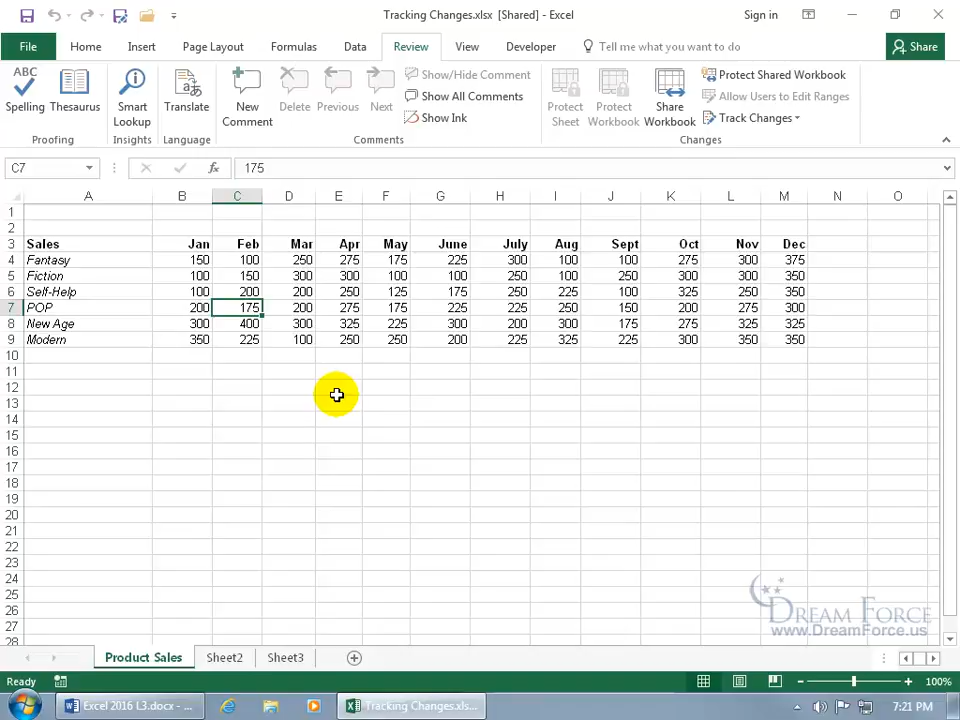 Tracking Changes.xlsx [Shared] - Excel
Sign in
File Home Insert Page Layout Formulas Data Review View Developer Tell me what you want to do Share
ABC
Spelling Thesaurus Smart Lookup Translate New Comment Delete Previous Next Show/Hide Comment Show All Comments Show Ink Protect Sheet Protect Workbook Share Workbook Protect Shared Workbook Allow Users to Edit Ranges Track Changes
Proofing Insights Language Comments Changes
C7 fx 175
A B C D E F G H I J K L M N O
1
2
3 Sales Jan Feb Mar Apr May June July Aug Sept Oct Nov Dec
4 Fantasy 150 100 250 275 175 225 300 100 100 275 300 375
5 Fiction 100 150 300 300 100 100 250 100 250 300 300 350
6 Self-Help 100 200 200 250 125 175 250 225 100 325 250 350
7 POP 200 175 200 275 175 225 225 250 150 200 275 300
8 New Age 300 400 300 325 225 300 200 300 175 275 325 325
9 Modern 350 225 100 250 250 200 225 325 225 300 350 350
10
11
12
13
14
15
16
17
18
19
20
21
22
23
24
25
26
27
28
Dream Force
www.DreamForce.us
Product Sales Sheet2 Sheet3
Ready 100%
Excel 2016 L3.docx - ... Tracking Changes.xls... 7:21 PM